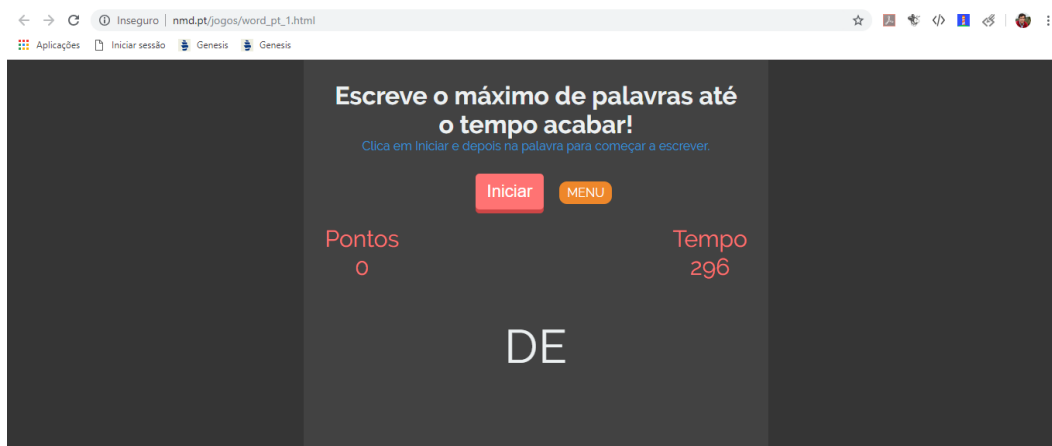 Inseguro | nmd.pt/jogos/word_pt_1.html
Aplicações Iniciar sessão Genesis Genesis
Escreve o máximo de palavras até
o tempo acabar!
Clica em Iniciar e depois na palavra para começar a escrever.
Iniciar MENU
Pontos Tempo
0 296
DE